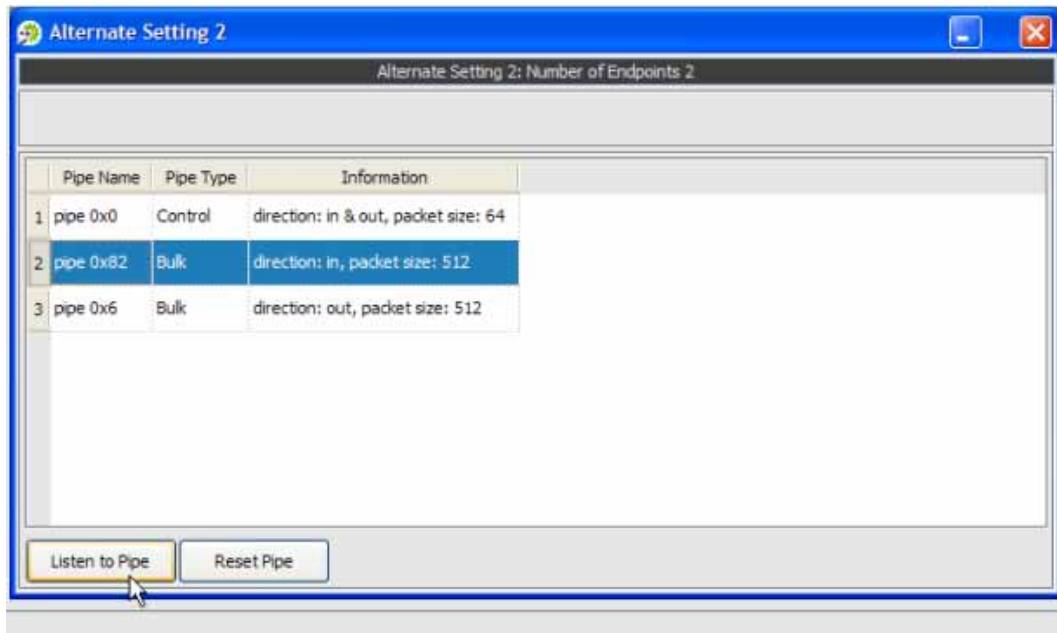 Alternate Setting 2
Alternate Setting 2: Number of Endpoints 2
Pipe Name Pipe Type Information
1 pipe 0x0 Control direction: in & out, packet size: 64
2 pipe 0x82 Bulk direction: in, packet size: 512
3 pipe 0x6 Bulk direction: out, packet size: 512
Listen to Pipe Reset Pipe